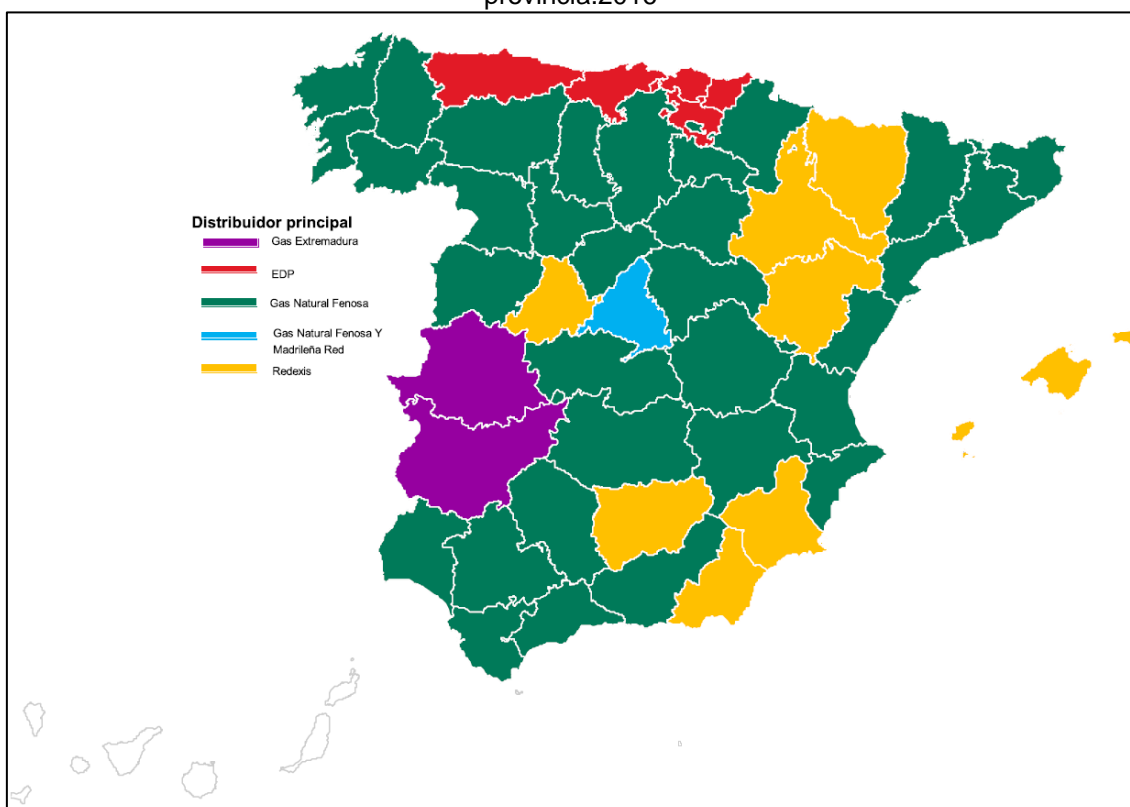 Distribuidor principal
Gas Extremadura
EDP
Gas Natural Fenosa
Gas Natural Fenosa Y
Madrileña Red
Redexis